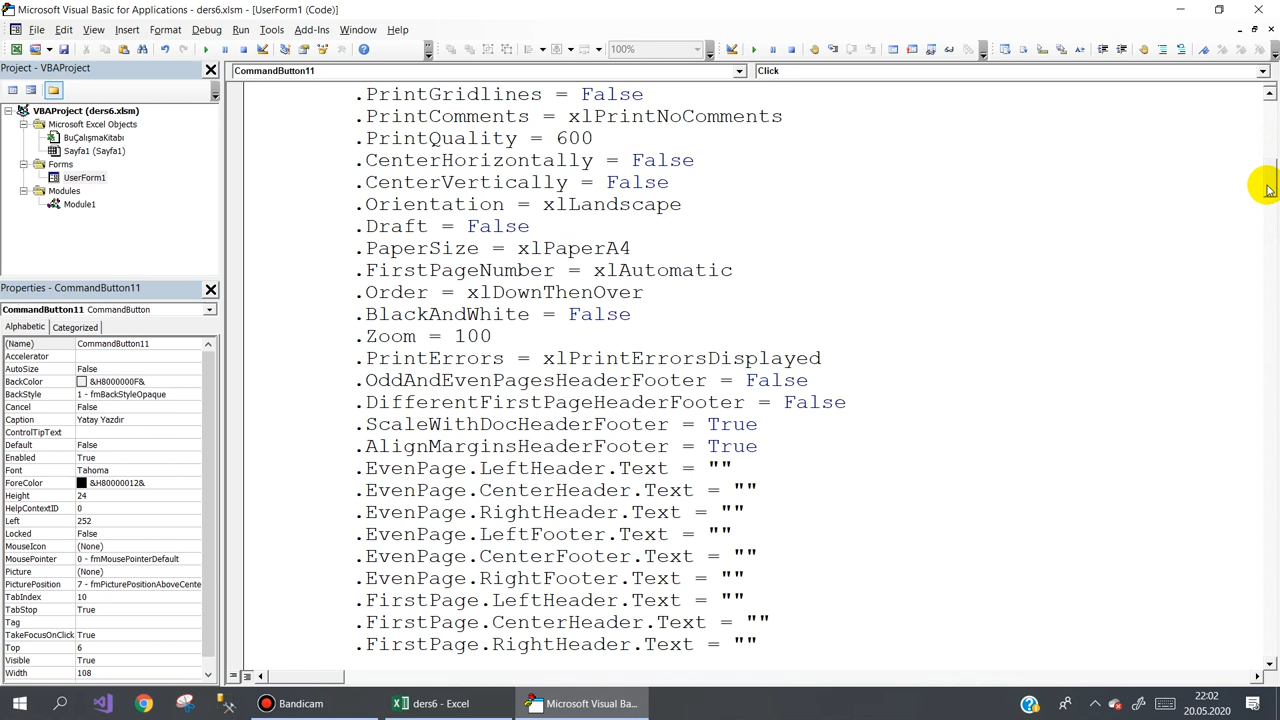 Microsoft Visual Basic for Applications - ders6.xlsm - [UserForm1 (Code)]
File Edit View Insert Format Debug Run Tools Add-Ins Window Help
100%
Project - VBAProject
VBAProject (ders6.xlsm)
Microsoft Excel Objects
BuÇalışmaKitabı
Sayfa1 (Sayfa1)
Forms
UserForm1
Modules
Module1
Properties - CommandButton11
CommandButton11 CommandButton
Alphabetic Categorized
(Name) CommandButton11
Accelerator
AutoSize False
BackColor &H8000000F&
BackStyle 1 - fmBackStyleOpaque
Cancel False
Caption Yatay Yazdır
ControlTipText
Default False
Enabled True
Font Tahoma
ForeColor &H80000012&
Height 24
HelpContextID 0
Left 252
Locked False
MouseIcon (None)
MousePointer 0 - fmMousePointerDefault
Picture (None)
PicturePosition 7 - fmPicturePositionAboveCente
TabIndex 10
TabStop True
Tag
TakeFocusOnClick True
Top 6
Visible True
Width 108
CommandButton11 Click
.PrintGridlines = False
.PrintComments = xlPrintNoComments
.PrintQuality = 600
.CenterHorizontally = False
.CenterVertically = False
.Orientation = xlLandscape
.Draft = False
.PaperSize = xlPaperA4
.FirstPageNumber = xlAutomatic
.Order = xlDownThenOver
.BlackAndWhite = False
.Zoom = 100
.PrintErrors = xlPrintErrorsDisplayed
.OddAndEvenPagesHeaderFooter = False
.DifferentFirstPageHeaderFooter = False
.ScaleWithDocHeaderFooter = True
.AlignMarginsHeaderFooter = True
.EvenPage.LeftHeader.Text = ""
.EvenPage.CenterHeader.Text = ""
.EvenPage.RightHeader.Text = ""
.EvenPage.LeftFooter.Text = ""
.EvenPage.CenterFooter.Text = ""
.EvenPage.RightFooter.Text = ""
.FirstPage.LeftHeader.Text = ""
.FirstPage.CenterHeader.Text = ""
.FirstPage.RightHeader.Text = ""
Bandicam
ders6 - Excel
Microsoft Visual Ba...
22:02
20.05.2020